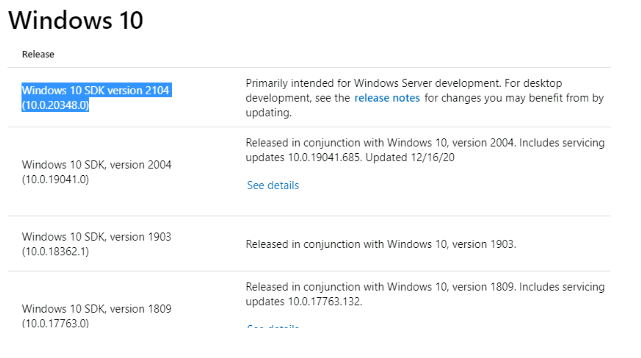 Windows 10
Release
Windows 10 SDK version 2104
(10.0.20348.0)
Primarily intended for Windows Server development. For desktop
development, see the release notes for changes you may benefit from by
updating.
Windows 10 SDK, version 2004
(10.0.19041.0)
Released in conjunction with Windows 10, version 2004. Includes servicing
updates 10.0.19041.685. Updated 12/16/20
See details
Windows 10 SDK, version 1903
(10.0.18362.1)
Released in conjunction with Windows 10, version 1903.
Windows 10 SDK, version 1809
(10.0.17763.0)
Released in conjunction with Windows 10, version 1809. Includes servicing
updates 10.0.17763.132.